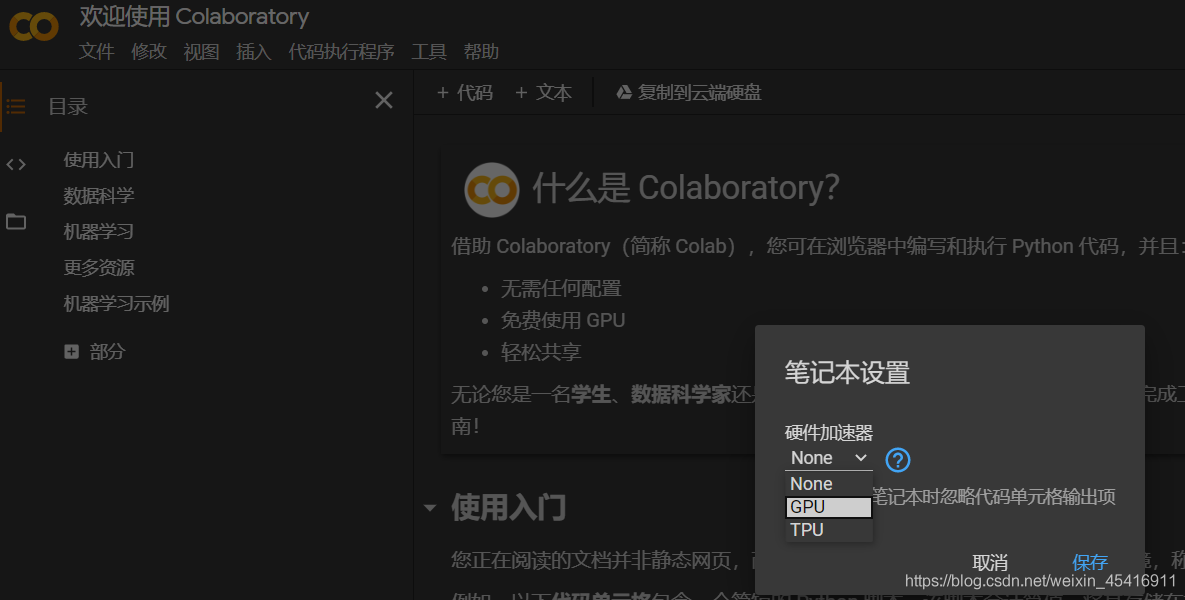 欢迎使用 Colaboratory
文件 修改 视图 插入 代码执行程序 工具 帮助
目录
+ 代码 + 文本 复制到云端硬盘
使用入门
数据科学
机器学习
更多资源
机器学习示例
部分
什么是 Colaboratory?
借助 Colaboratory（简称 Colab），您可在浏览器中编写和执行 Python 代码，并且:
• 无需任何配置
• 免费使用 GPU
• 轻松共享
无论您是一名学生、数据科学家还 完成了
南!
使用入门
您正在阅读的文档并非静态网页， 境，称
例如，以下代码单元格包含一个简短的 Python
笔记本设置
硬件加速器
None
None
GPU
TPU
笔记本时忽略代码单元格输出项
取消 保存
https://blog.csdn.net/weixin_45416911